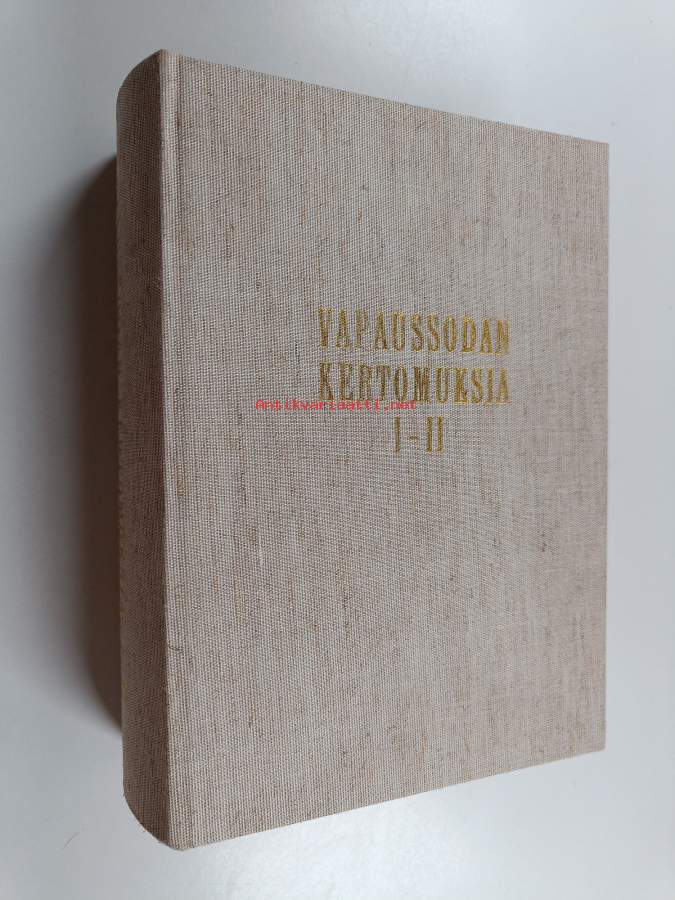 VAPAUSSODAN
KERTOMUKSIA
Antikvariaatti.net
I-II